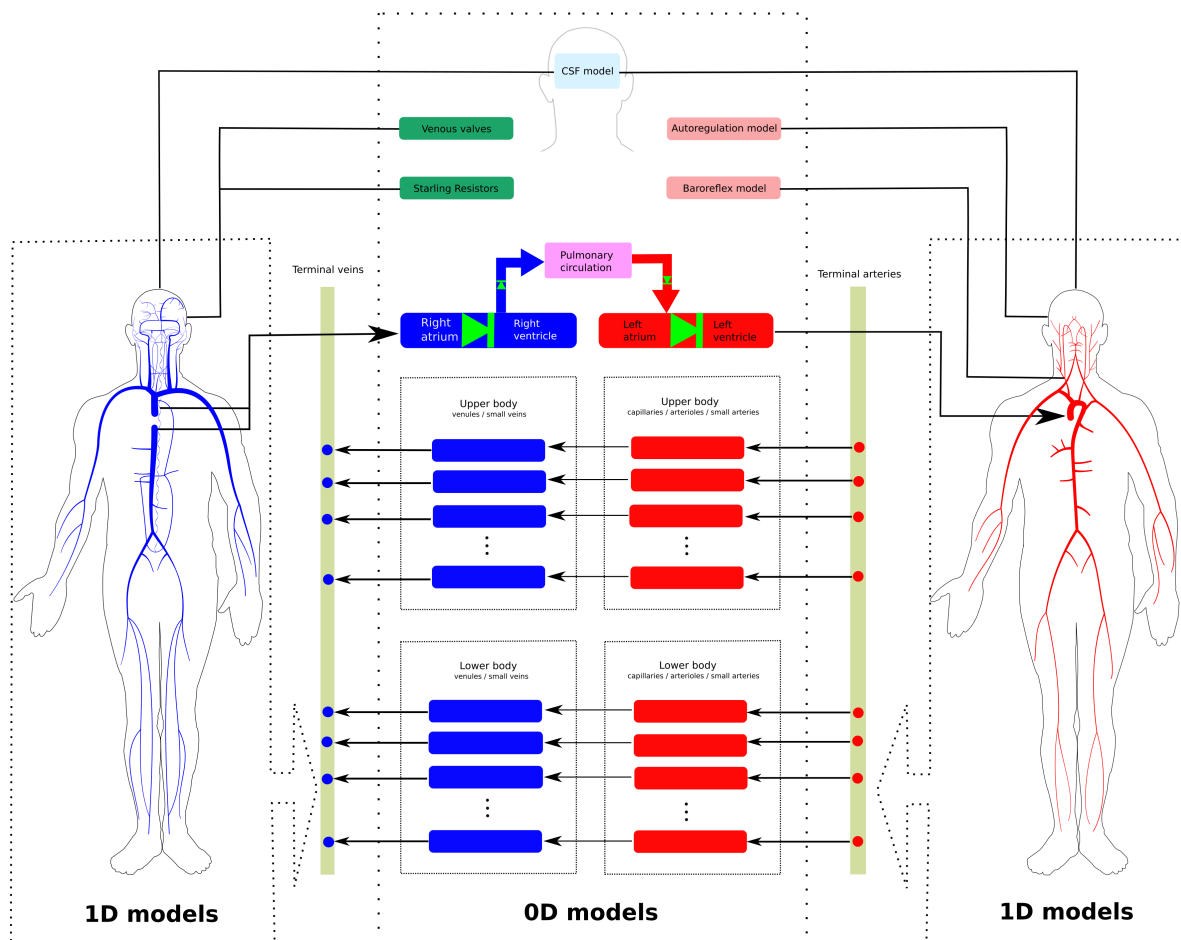 CSF model
Venous valves
Autoregulation model
Starling Resistors
Baroreflex model
Terminal veins
Pulmonary
circulation
Terminal arteries
Right
atrium
Right
ventricle
Left
atrium
Left
ventricle
Upper body
venules / small veins
Upper body
capillaries / arterioles / small arteries
Lower body
venules / small veins
Lower body
capillaries / arterioles / small arteries
1D models
0D models
1D models